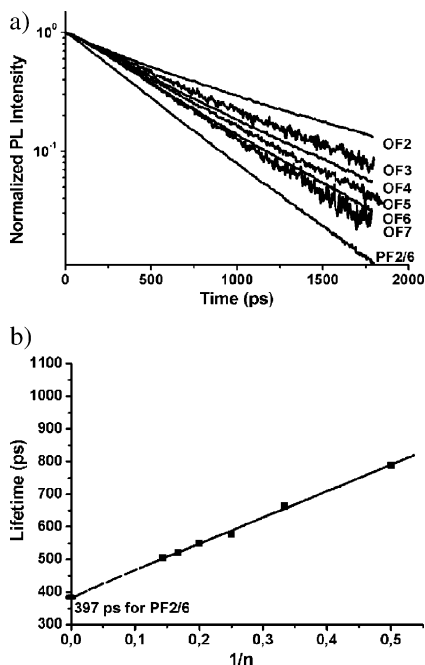 a)
Normalized PL Intensity
10⁰
10⁻¹
OF2
OF3
OF4
OF5
OF6
OF7
PF2/6
0
500
1000
1500
2000
Time (ps)
b)
Lifetime (ps)
1100
1000
900
800
700
600
500
400
300
397 ps for PF2/6
0,0
0,1
0,2
0,3
0,4
0,5
1/n